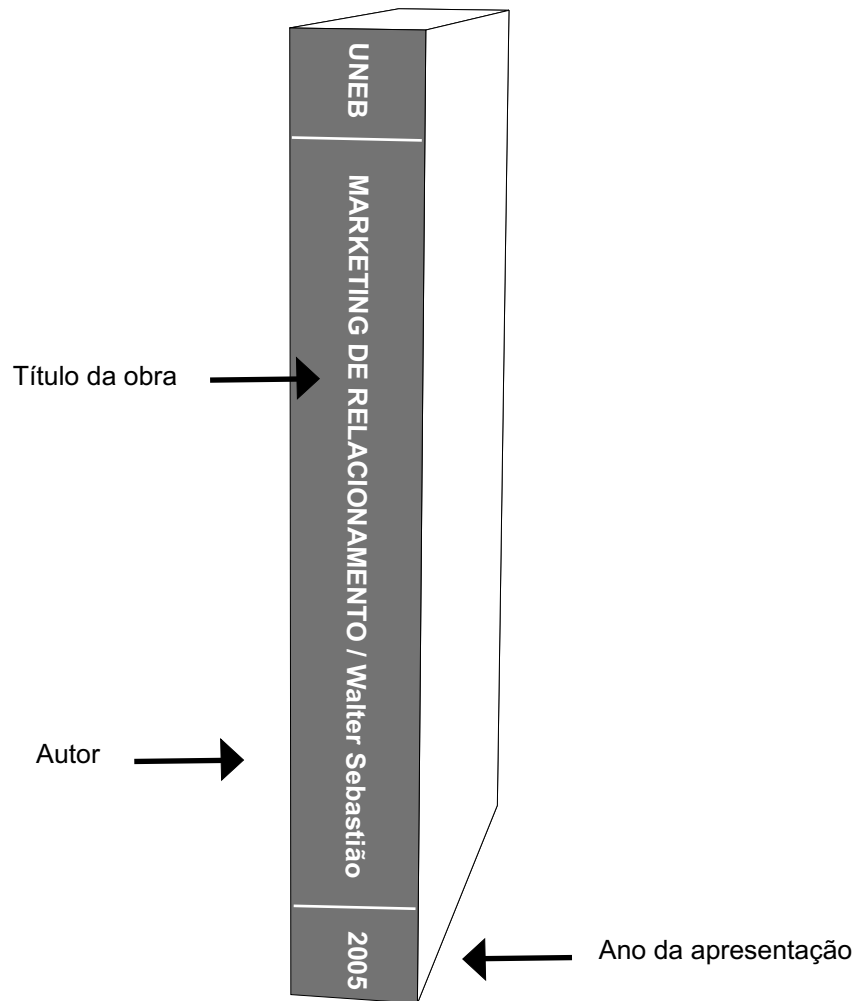 UNEB
MARKETING DE RELACIONAMENTO / Walter Sebastião
2005
Título da obra
Autor
Ano da apresentação